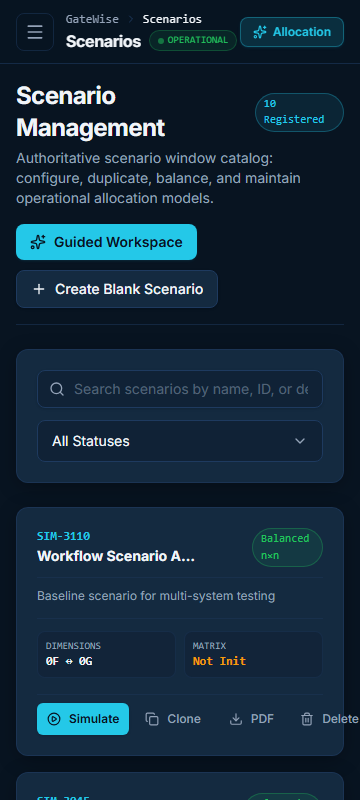 GateWise > Scenarios
Scenarios
OPERATIONAL
Allocation
Scenario
Management
10
Registered
Authoritative scenario window catalog:
configure, duplicate, balance, and maintain
operational allocation models.
Guided Workspace
Create Blank Scenario
Search scenarios by name, ID, or de
All Statuses
SIM-3110
Workflow Scenario A...
Balanced
n×n
Baseline scenario for multi-system testing
DIMENSIONS
0F ↔ 0G
MATRIX
Not Init
Simulate
Clone
PDF
Delete